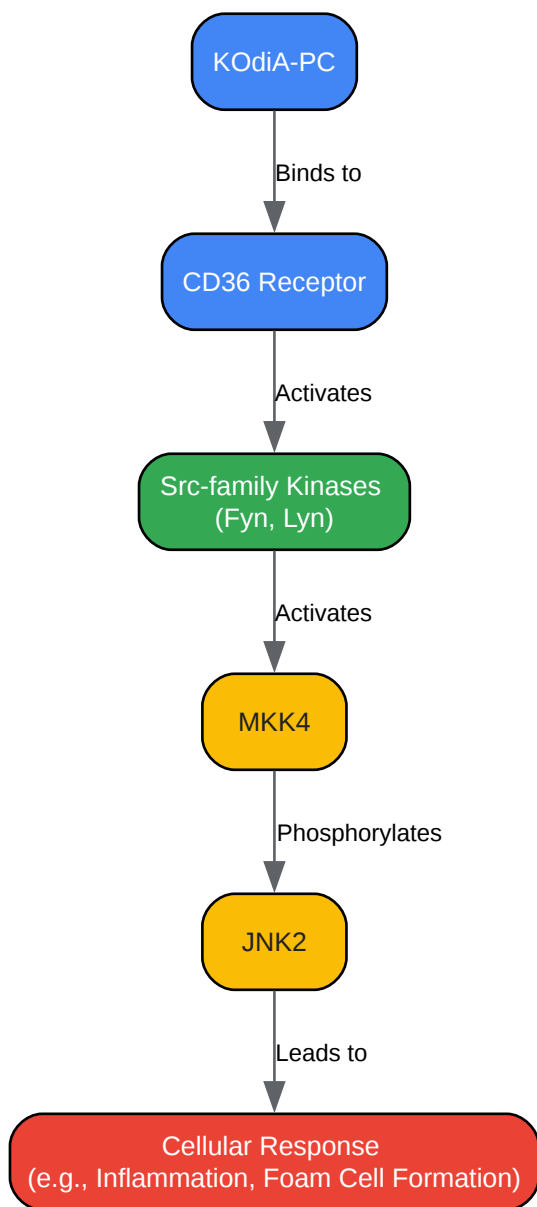 KOdiA-PC
Binds to
CD36 Receptor
Activates
Src-family Kinases
(Fyn, Lyn)
Activates
MKK4
Phosphorylates
JNK2
Leads to
Cellular Response
(e.g., Inflammation, Foam Cell Formation)